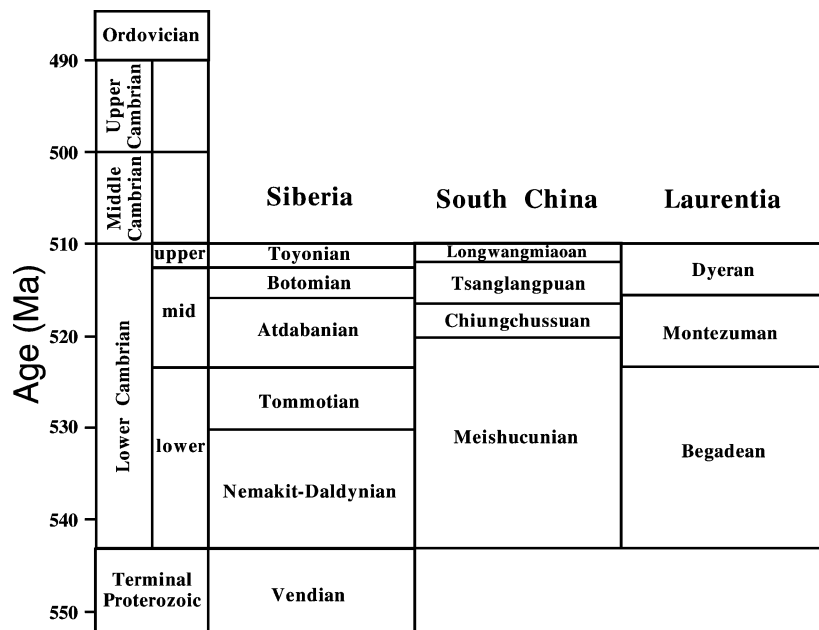 Ordovician
490
Upper
Cambrian
500
Middle
Cambrian
Siberia
South China
Laurentia
510
upper
Toyonian
Longwangmiaoan
Dyeran
Botomian
Tsanglangpuan
mid
Atdabanian
Chiungchussuan
Montezuman
520
Age (Ma)
Lower Cambrian
Tommotian
530
lower
Meishucunian
Begadean
Nemakit-Daldynian
540
Terminal
Proterozoic
Vendian
550